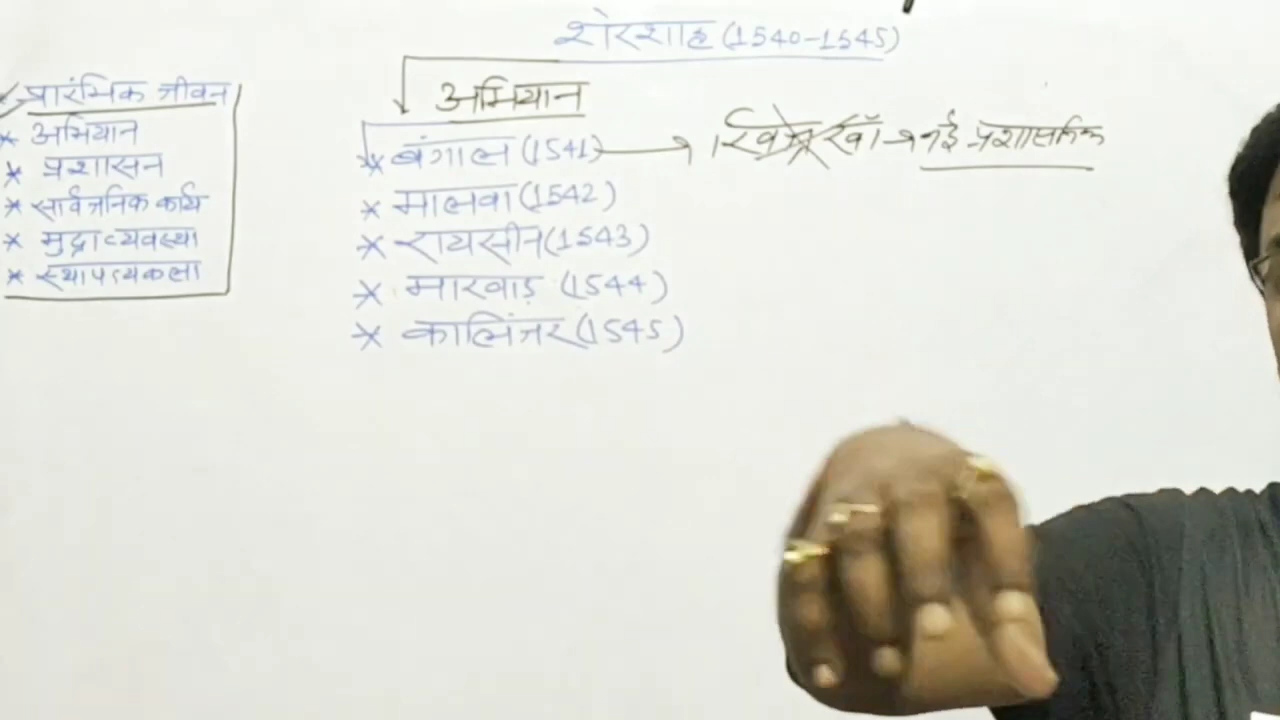 शेरशाह (1540-1545)
प्रारंभिक जीवन
* अभियान
* प्रशासन
* सार्वजनिक कार्य
* मुद्रा व्यवस्था
* स्थापत्यकला
अभियान
* बंगाल (1541) → खिज्र खाँ → नई प्रशासनिक
* मालवा (1542)
* रायसीन (1543)
* मारवाड़ (1544)
* कालिंजर (1545)